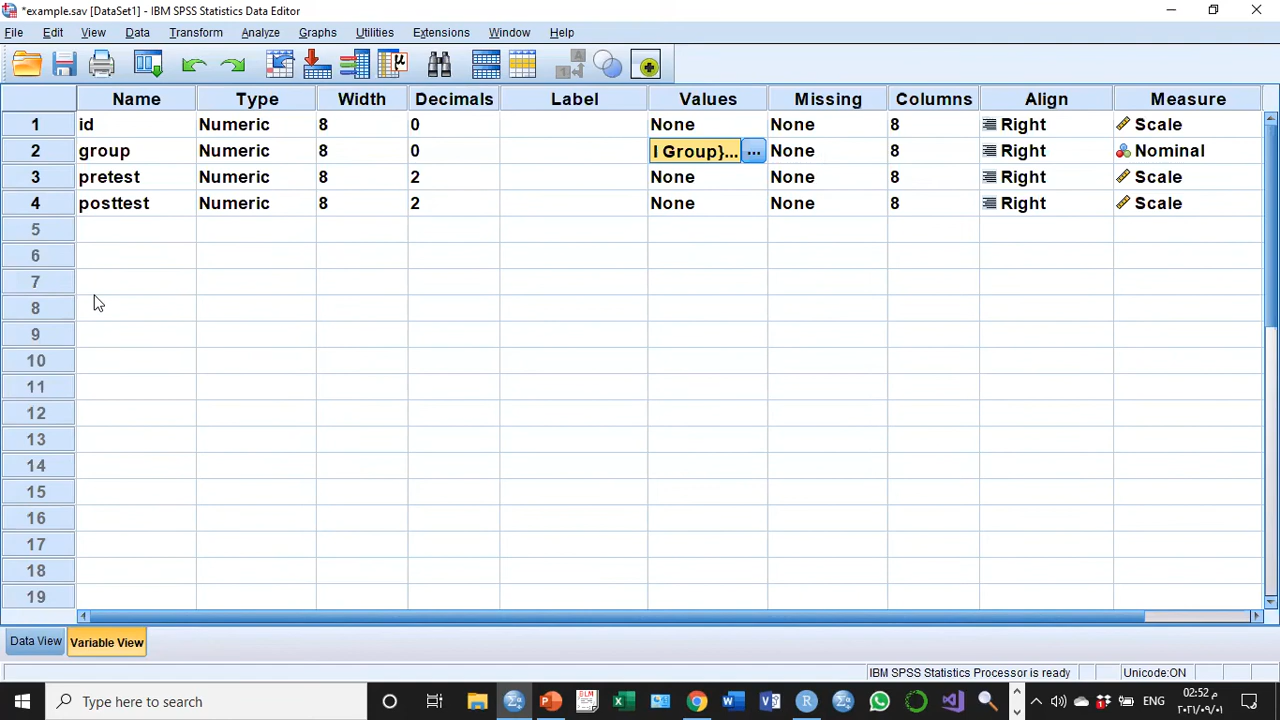 *example.sav [DataSet1] - IBM SPSS Statistics Data Editor
File Edit View Data Transform Analyze Graphs Utilities Extensions Window Help
Name Type Width Decimals Label Values Missing Columns Align Measure
1 id Numeric 8 0 None None 8 Right Scale
2 group Numeric 8 0 l Group}... ... None 8 Right Nominal
3 pretest Numeric 8 2 None None 8 Right Scale
4 posttest Numeric 8 2 None None 8 Right Scale
5
6
7
8
9
10
11
12
13
14
15
16
17
18
19
Data View Variable View
IBM SPSS Statistics Processor is ready Unicode:ON
Type here to search ENG 02:52 م
٢٠٢١/٠٩/٠١